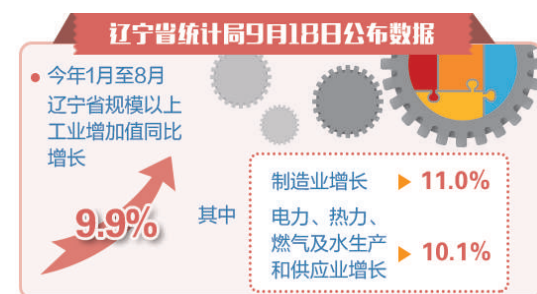 辽宁省统计局9月18日公布数据
今年1月至8月
辽宁省规模以上
工业增加值同比
增长
9.9%
其中
制造业增长 11.0%
电力、热力、
燃气及水生产
和供应业增长 10.1%